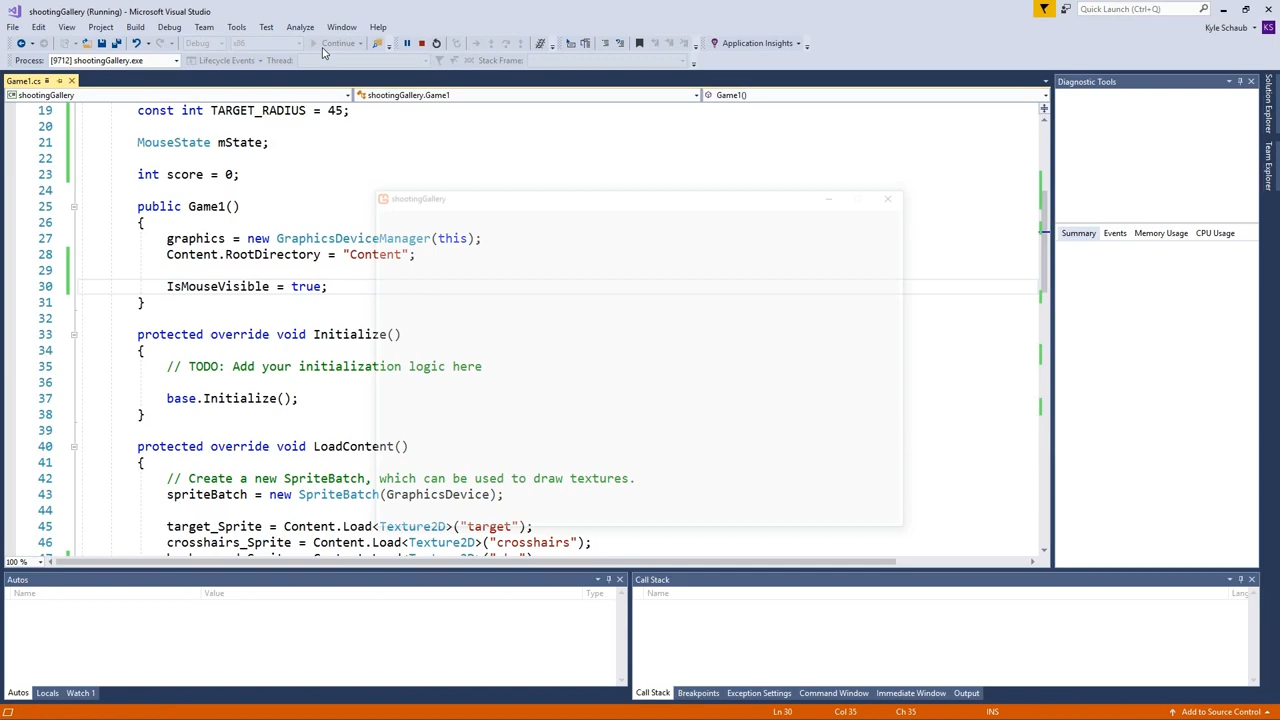 shootingGallery (Running) - Microsoft Visual Studio
Quick Launch (Ctrl+Q)
File Edit View Project Build Debug Team Tools Test Analyze Window Help
Kyle Schaub KS
Debug x86 Continue Application Insights
Process: [9712] shootingGallery.exe Lifecycle Events Thread: Stack Frame:
Game1.cs
Diagnostic Tools
shootingGallery shootingGallery.Game1 Game1()
19 const int TARGET_RADIUS = 45;
20
21 MouseState mState;
22
23 int score = 0;
24
shootingGallery
25 public Game1()
26 {
27 graphics = new GraphicsDeviceManager(this);
28 Content.RootDirectory = "Content";
29
30 IsMouseVisible = true;
31 }
32
33 protected override void Initialize()
34 {
35 // TODO: Add your initialization logic here
36
37 base.Initialize();
38 }
39
40 protected override void LoadContent()
41 {
42 // Create a new SpriteBatch, which can be used to draw textures.
43 spriteBatch = new SpriteBatch(GraphicsDevice);
44
45 target_Sprite = Content.Load<Texture2D>("target");
46 crosshairs_Sprite = Content.Load<Texture2D>("crosshairs");
Summary Events Memory Usage CPU Usage
Solution Explorer
Team Explorer
100 %
Autos
Name Value Type
Autos Locals Watch 1
Call Stack
Name Lang
Call Stack Breakpoints Exception Settings Command Window Immediate Window Output
Ln 30 Col 35 Ch 35 INS Add to Source Control